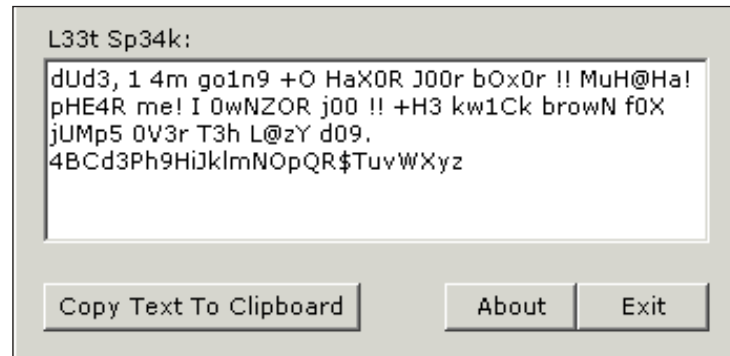 L33t Sp34k:
dUd3, 1 4m go1n9 +O HaX0R J00r bOx0r !! MuH@Ha!
pHE4R me! I 0wNZOR j00 !! +H3 kw1Ck browN f0X
jUMp5 0V3r T3h L@zY d09.
4BCd3Ph9HiJklmNOpQR$TuvWXyz
Copy Text To Clipboard
About
Exit